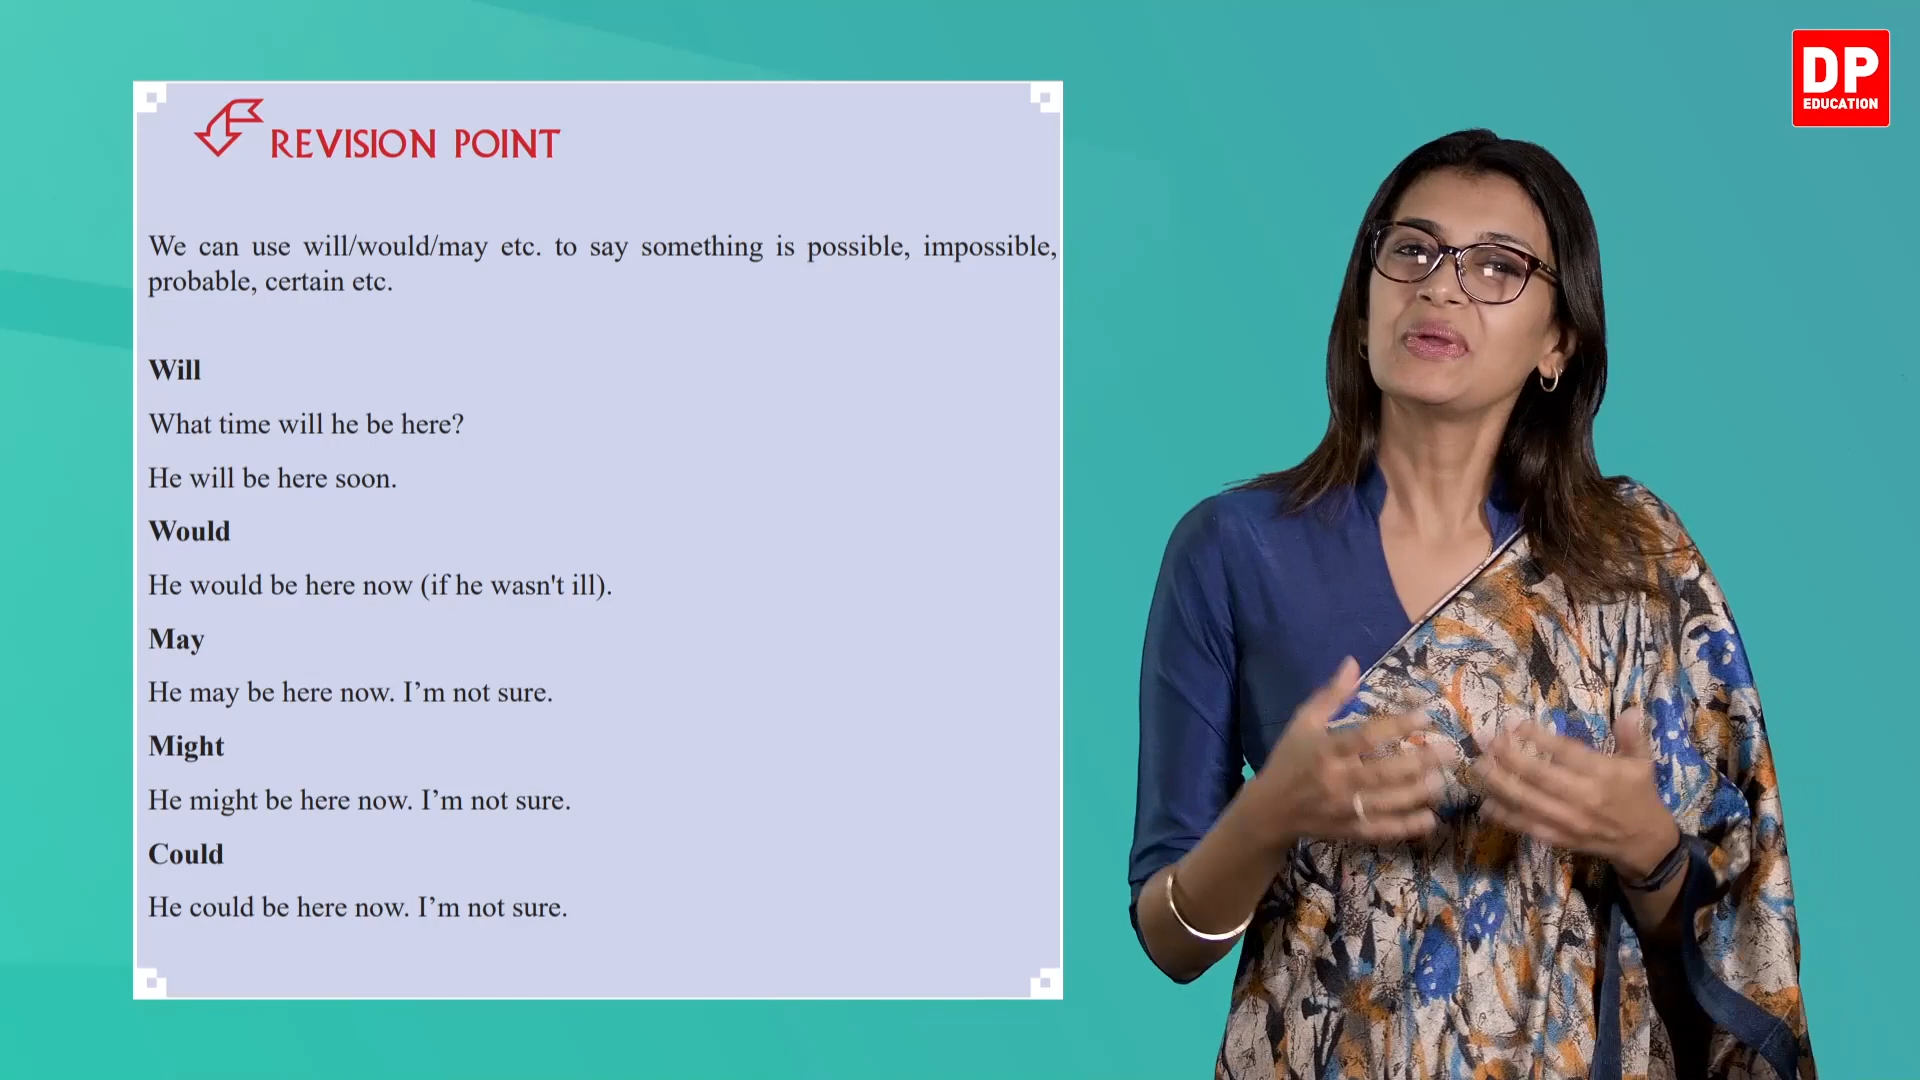 DP
EDUCATION
REVISION POINT
We can use will/would/may etc. to say something is possible, impossible,
probable, certain etc.
Will
What time will he be here?
He will be here soon.
Would
He would be here now (if he wasn't ill).
May
He may be here now. I’m not sure.
Might
He might be here now. I’m not sure.
Could
He could be here now. I’m not sure.